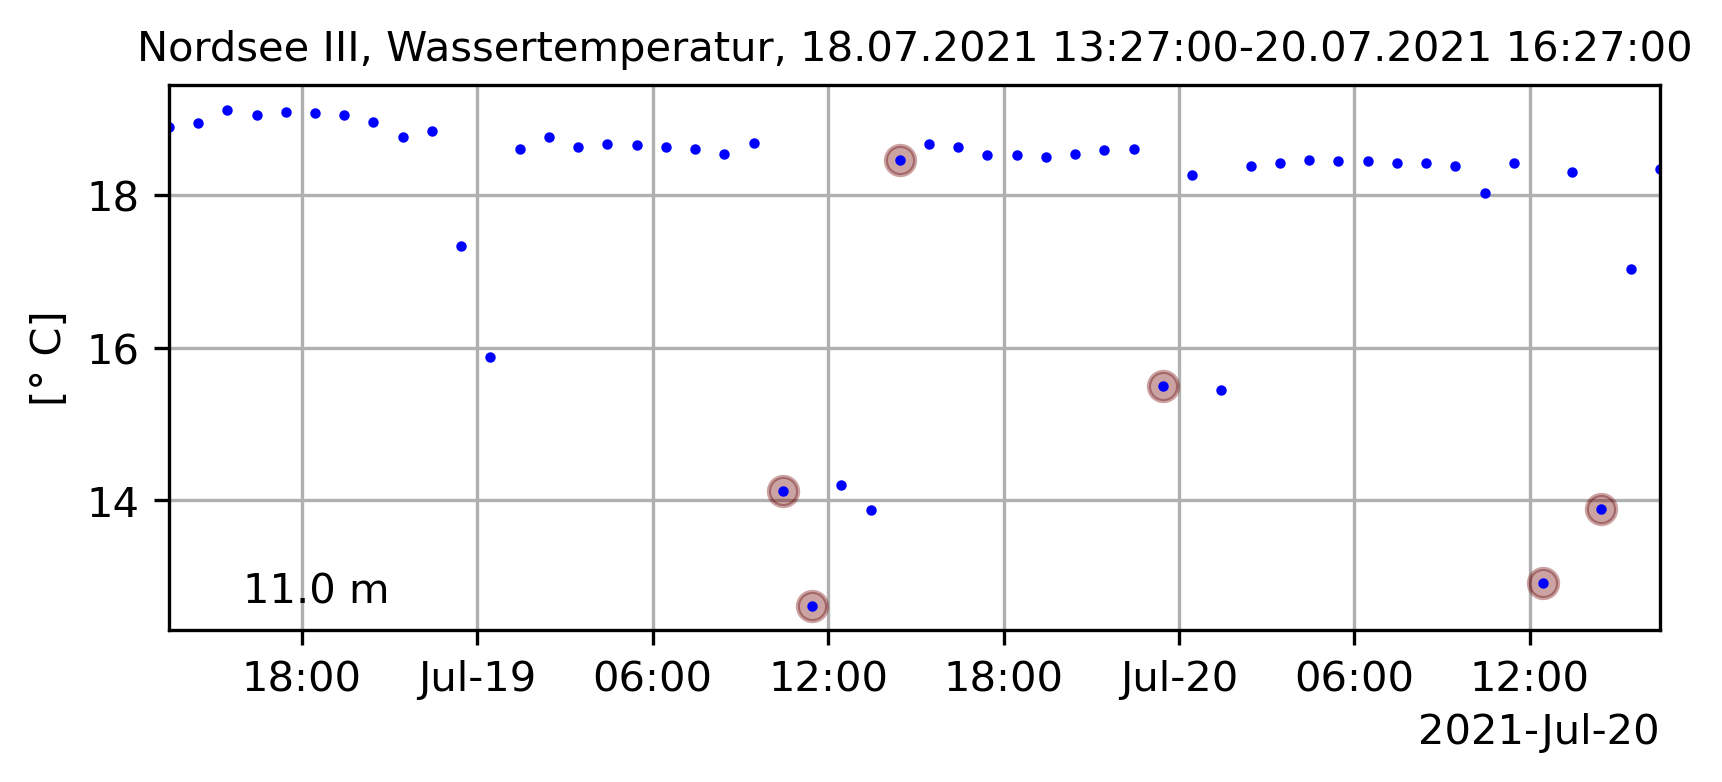 Nordsee III, Wassertemperatur, 18.07.2021 13:27:00-20.07.2021 16:27:00
[° C]
18
16
14
11.0 m
18:00 Jul-19 06:00 12:00 18:00 Jul-20 06:00 12:00
2021-Jul-20